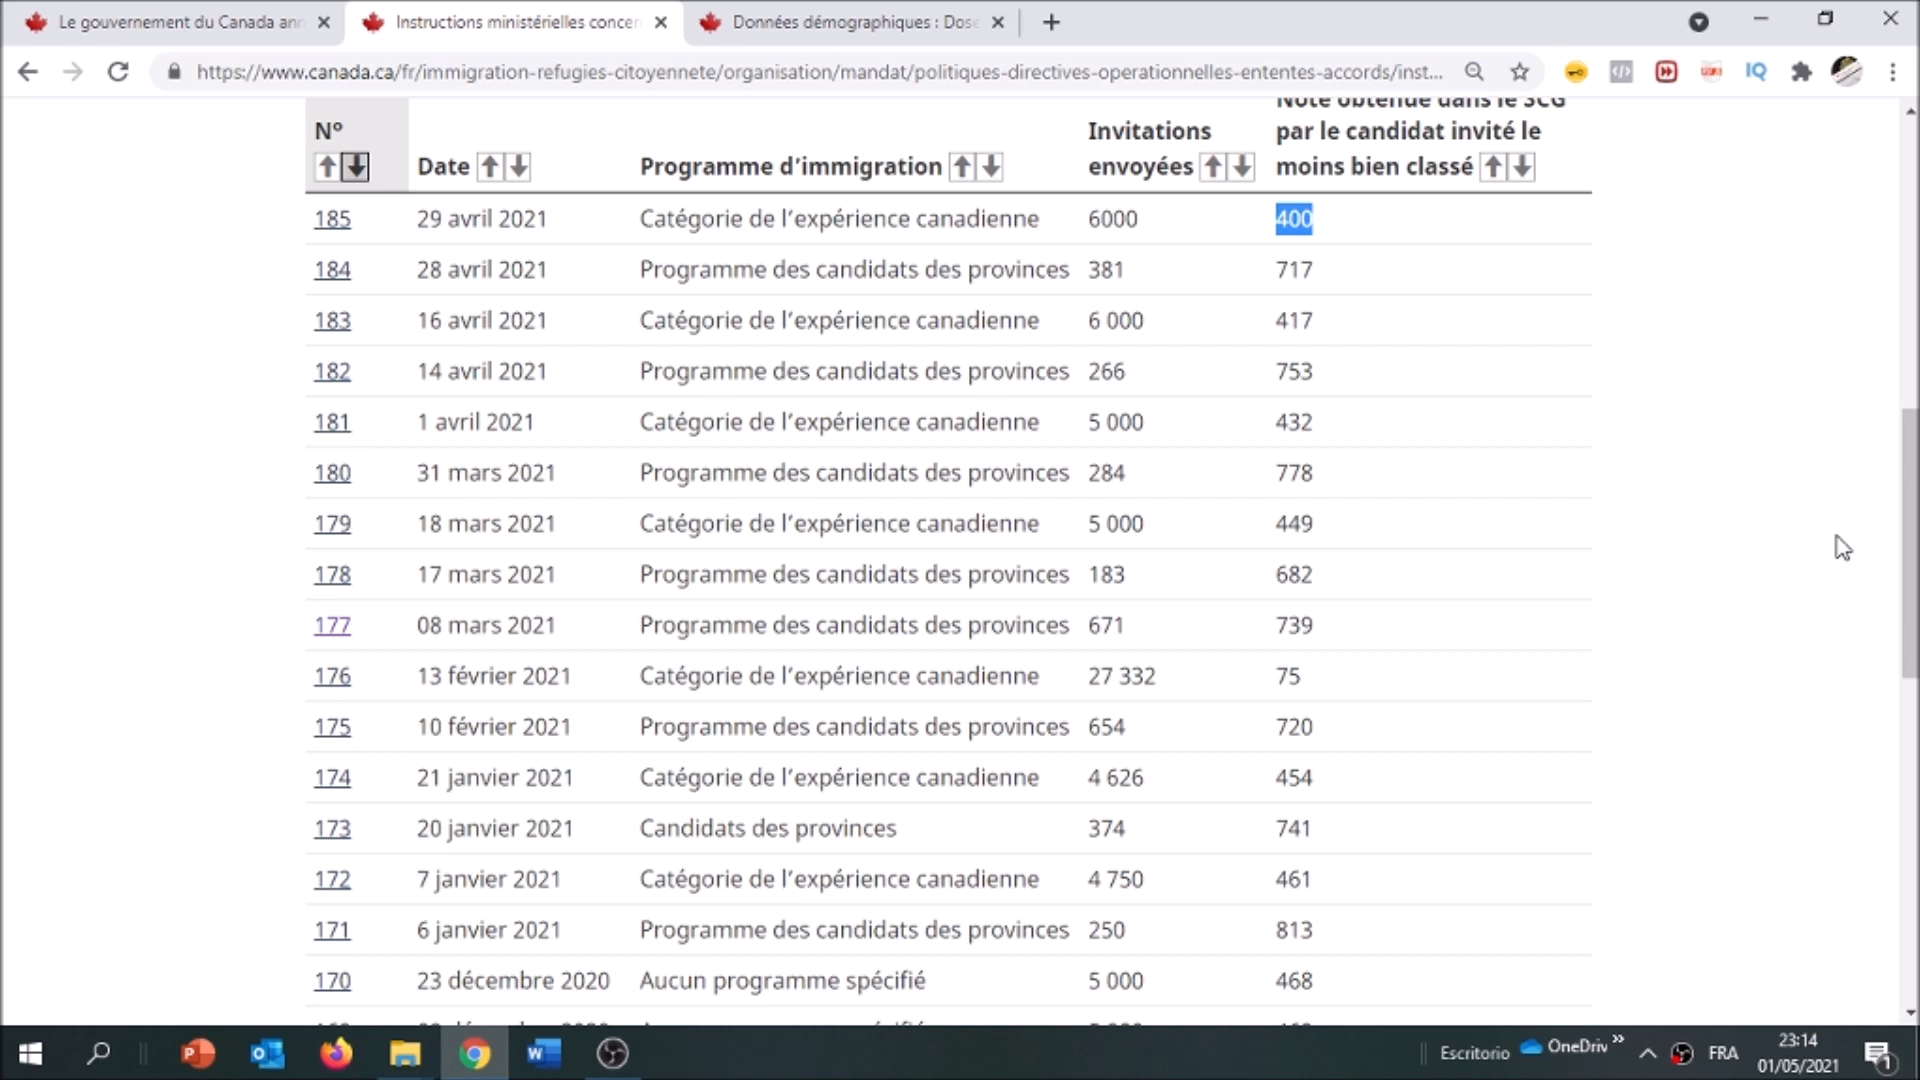 Le gouvernement du Canada ann
Instructions ministérielles concer
Données démographiques : Dos
https://www.canada.ca/fr/immigration-refugies-citoyennete/organisation/mandat/politiques-directives-operationnelles-ententes-accords/inst...
IQ
Note obtenue dans le SCG
Nº Invitations par le candidat invité le
Date Programme d’immigration envoyées moins bien classé
185 29 avril 2021 Catégorie de l’expérience canadienne 6000 400
184 28 avril 2021 Programme des candidats des provinces 381 717
183 16 avril 2021 Catégorie de l’expérience canadienne 6 000 417
182 14 avril 2021 Programme des candidats des provinces 266 753
181 1 avril 2021 Catégorie de l’expérience canadienne 5 000 432
180 31 mars 2021 Programme des candidats des provinces 284 778
179 18 mars 2021 Catégorie de l’expérience canadienne 5 000 449
178 17 mars 2021 Programme des candidats des provinces 183 682
177 08 mars 2021 Programme des candidats des provinces 671 739
176 13 février 2021 Catégorie de l’expérience canadienne 27 332 75
175 10 février 2021 Programme des candidats des provinces 654 720
174 21 janvier 2021 Catégorie de l’expérience canadienne 4 626 454
173 20 janvier 2021 Candidats des provinces 374 741
172 7 janvier 2021 Catégorie de l’expérience canadienne 4 750 461
171 6 janvier 2021 Programme des candidats des provinces 250 813
170 23 décembre 2020 Aucun programme spécifié 5 000 468
Escritorio OneDriv FRA 23:14
01/05/2021
1